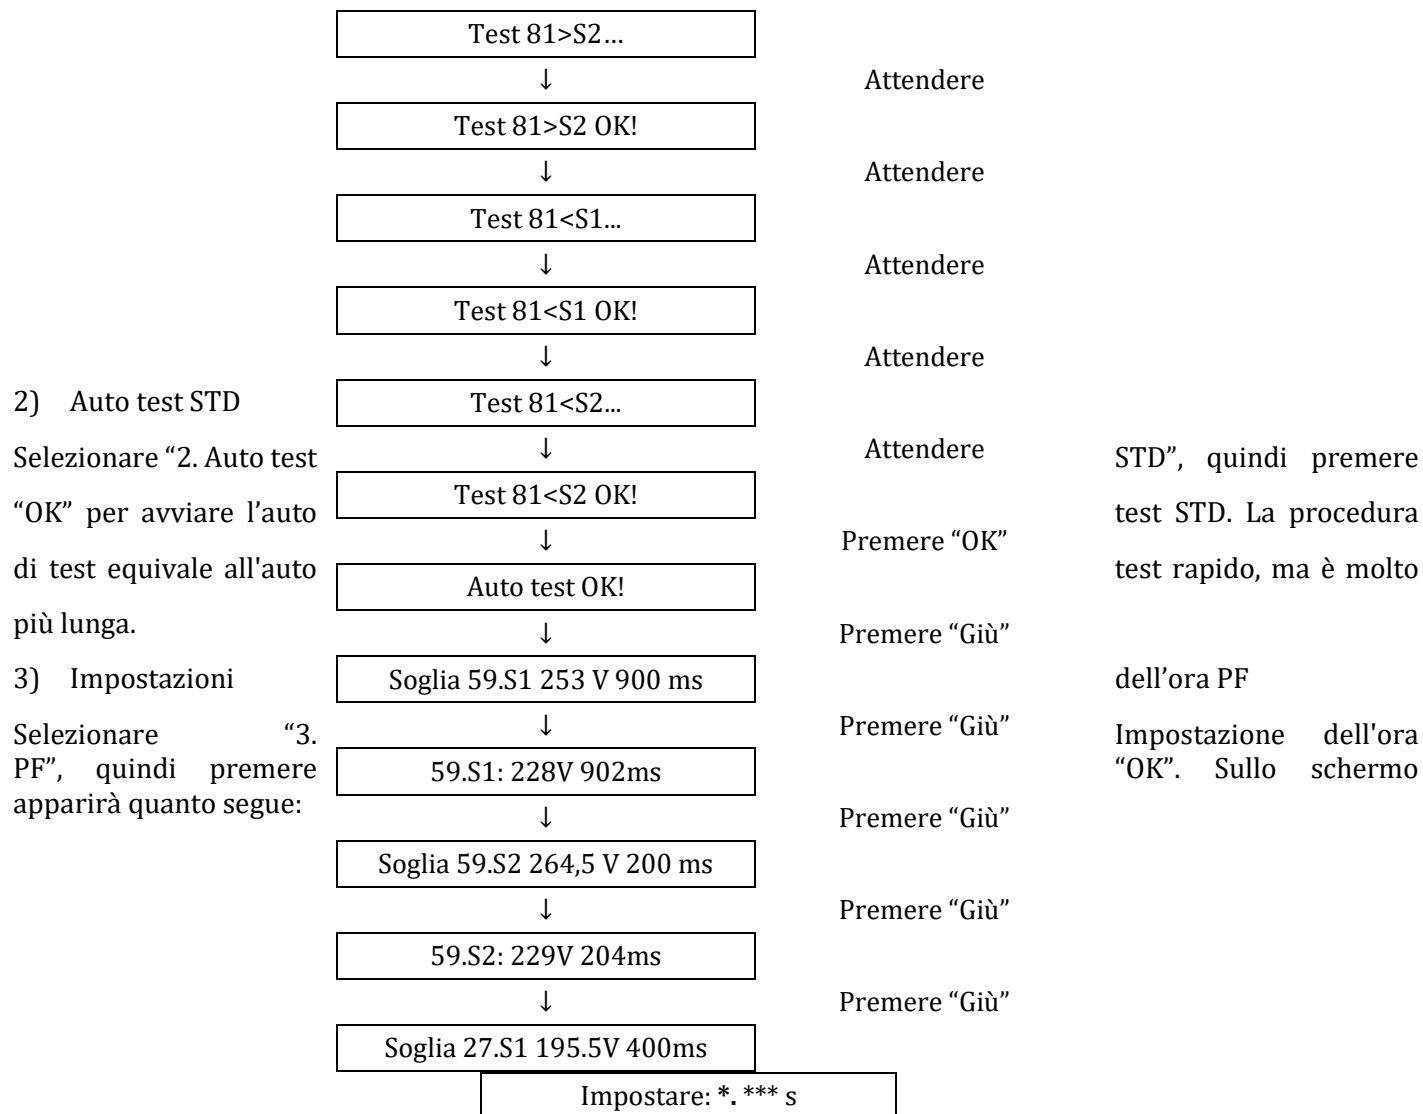 Test 81>S2...
↓ Attendere
Test 81>S2 OK!
↓ Attendere
Test 81<S1...
↓ Attendere
Test 81<S1 OK!
↓ Attendere
2) Auto test STD
Test 81<S2...
Selezionare “2. Auto test STD”, quindi premere
↓ Attendere
“OK” per avviare l’auto test STD. La procedura
Test 81<S2 OK!
↓ Premere “OK”
di test equivale all'auto test rapido, ma è molto
Auto test OK!
più lunga.
↓ Premere “Giù”
3) Impostazioni dell’ora PF
Soglia 59.S1 253 V 900 ms
Selezionare “3. Impostazione dell'ora
↓ Premere “Giù”
PF”, quindi premere “OK”. Sullo schermo
59.S1: 228V 902ms
apparirà quanto segue:
↓ Premere “Giù”
Soglia 59.S2 264,5 V 200 ms
↓ Premere “Giù”
59.S2: 229V 204ms
↓ Premere “Giù”
Soglia 27.S1 195.5V 400ms
Impostare: *. *** s